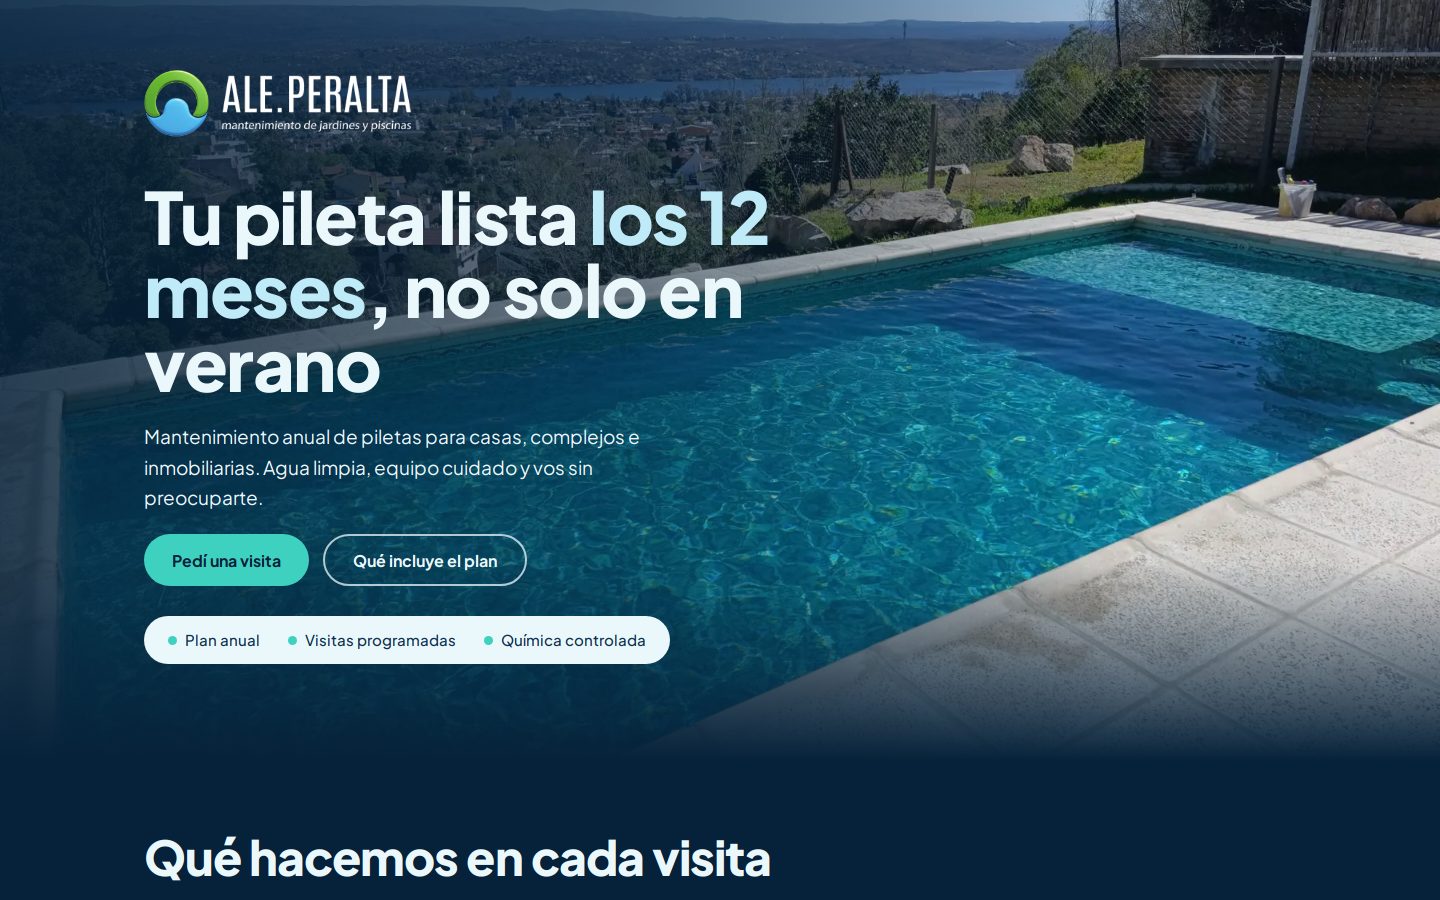 ALE.PERALTA
mantenimiento de jardines y piscinas
Tu pileta lista los 12
meses, no solo en
verano
Mantenimiento anual de piletas para casas, complejos e
inmobiliarias. Agua limpia, equipo cuidado y vos sin
preocuparte.
Pedí una visita
Qué incluye el plan
Plan anual
Visitas programadas
Química controlada
Qué hacemos en cada visita